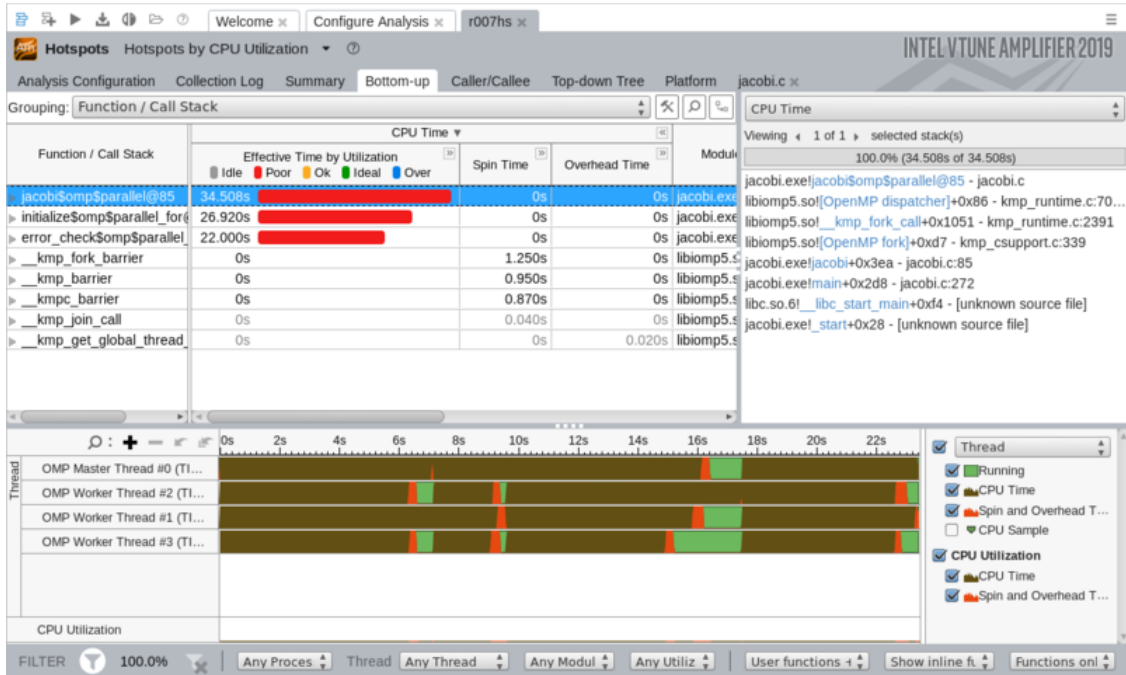 Welcome
Configure Analysis
r007hs
Hotspots Hotspots by CPU Utilization
INTEL VTUNE AMPLIFIER 2019
Analysis Configuration Collection Log Summary Bottom-up Caller/Callee Top-down Tree Platform jacobi.c
Grouping: Function / Call Stack
CPU Time
Function / Call Stack
CPU Time
Effective Time by Utilization
Idle Poor Ok Ideal Over
Spin Time
Overhead Time
Module
jacobi$omp$parallel@85 34.508s 0s 0s jacobi.exe
initialize$omp$parallel_for@ 26.920s 0s 0s jacobi.exe
error_check$omp$parallel_ 22.000s 0s 0s jacobi.exe
__kmp_fork_barrier 0s 1.250s 0s libiomp5.s
__kmp_barrier 0s 0.950s 0s libiomp5.s
__kmpc_barrier 0s 0.870s 0s libiomp5.s
__kmp_join_call 0s 0.040s 0s libiomp5.s
__kmp_get_global_thread_ 0s 0s 0.020s libiomp5.s
Viewing 1 of 1 selected stack(s)
100.0% (34.508s of 34.508s)
jacobi.exe!jacobi$omp$parallel@85 - jacobi.c
libiomp5.so![OpenMP dispatcher]+0x86 - kmp_runtime.c:70...
libiomp5.so!__kmp_fork_call+0x1051 - kmp_runtime.c:2391
libiomp5.so![OpenMP fork]+0xd7 - kmp_csupport.c:339
jacobi.exe!jacobi+0x3ea - jacobi.c:85
jacobi.exe!main+0x2d8 - jacobi.c:272
libc.so.6!__libc_start_main+0xf4 - [unknown source file]
jacobi.exe!_start+0x28 - [unknown source file]
0s 2s 4s 6s 8s 10s 12s 14s 16s 18s 20s 22s
Thread
OMP Master Thread #0 (TI...
OMP Worker Thread #2 (TI...
OMP Worker Thread #1 (TI...
OMP Worker Thread #3 (TI...
CPU Utilization
Thread
Running
CPU Time
Spin and Overhead T...
CPU Sample
CPU Utilization
CPU Time
Spin and Overhead T...
FILTER 100.0% Any Proces Thread Any Thread Any Modul Any Utiliz User functions + Show inline fu Functions onl